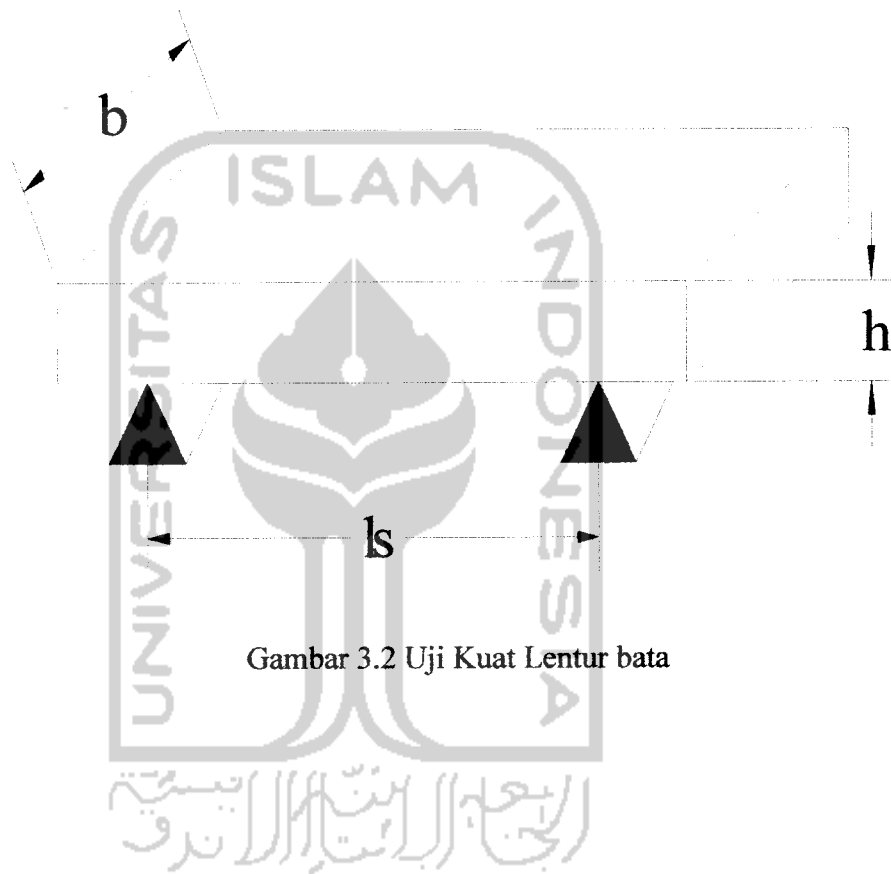 b
UNIVERSITAS
ISLAM
INDONESIA
h
ls
Gambar 3.2 Uji Kuat Lentur bata